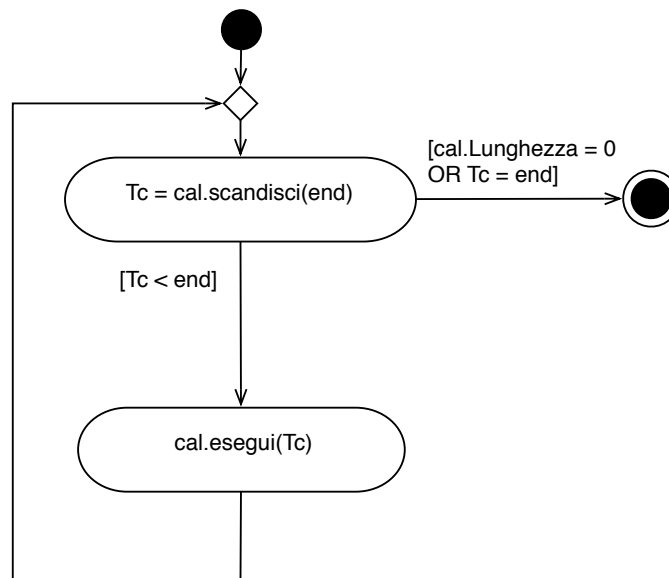 Tc = cal.scandisci(end)
[cal.Lunghezza = 0
OR Tc = end]
[Tc < end]
cal.esegui(Tc)